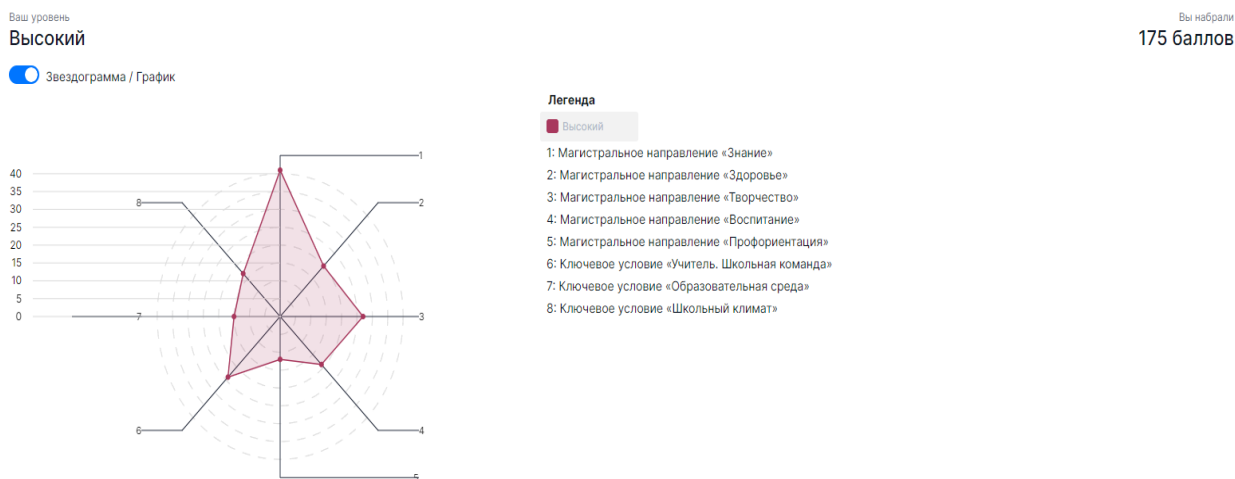 Ваш уровень
Вы набрали
Высокий
175 баллов
Звездограмма / График
Легенда
Высокий
1: Магистральное направление «Знание»
2: Магистральное направление «Здоровье»
3: Магистральное направление «Творчество»
4: Магистральное направление «Воспитание»
5: Магистральное направление «Профориентация»
6: Ключевое условие «Учитель. Школьная команда»
7: Ключевое условие «Образовательная среда»
8: Ключевое условие «Школьный климат»
1
40
35
8
2
30
25
20
15
10
5
0
7
3
6
4
5